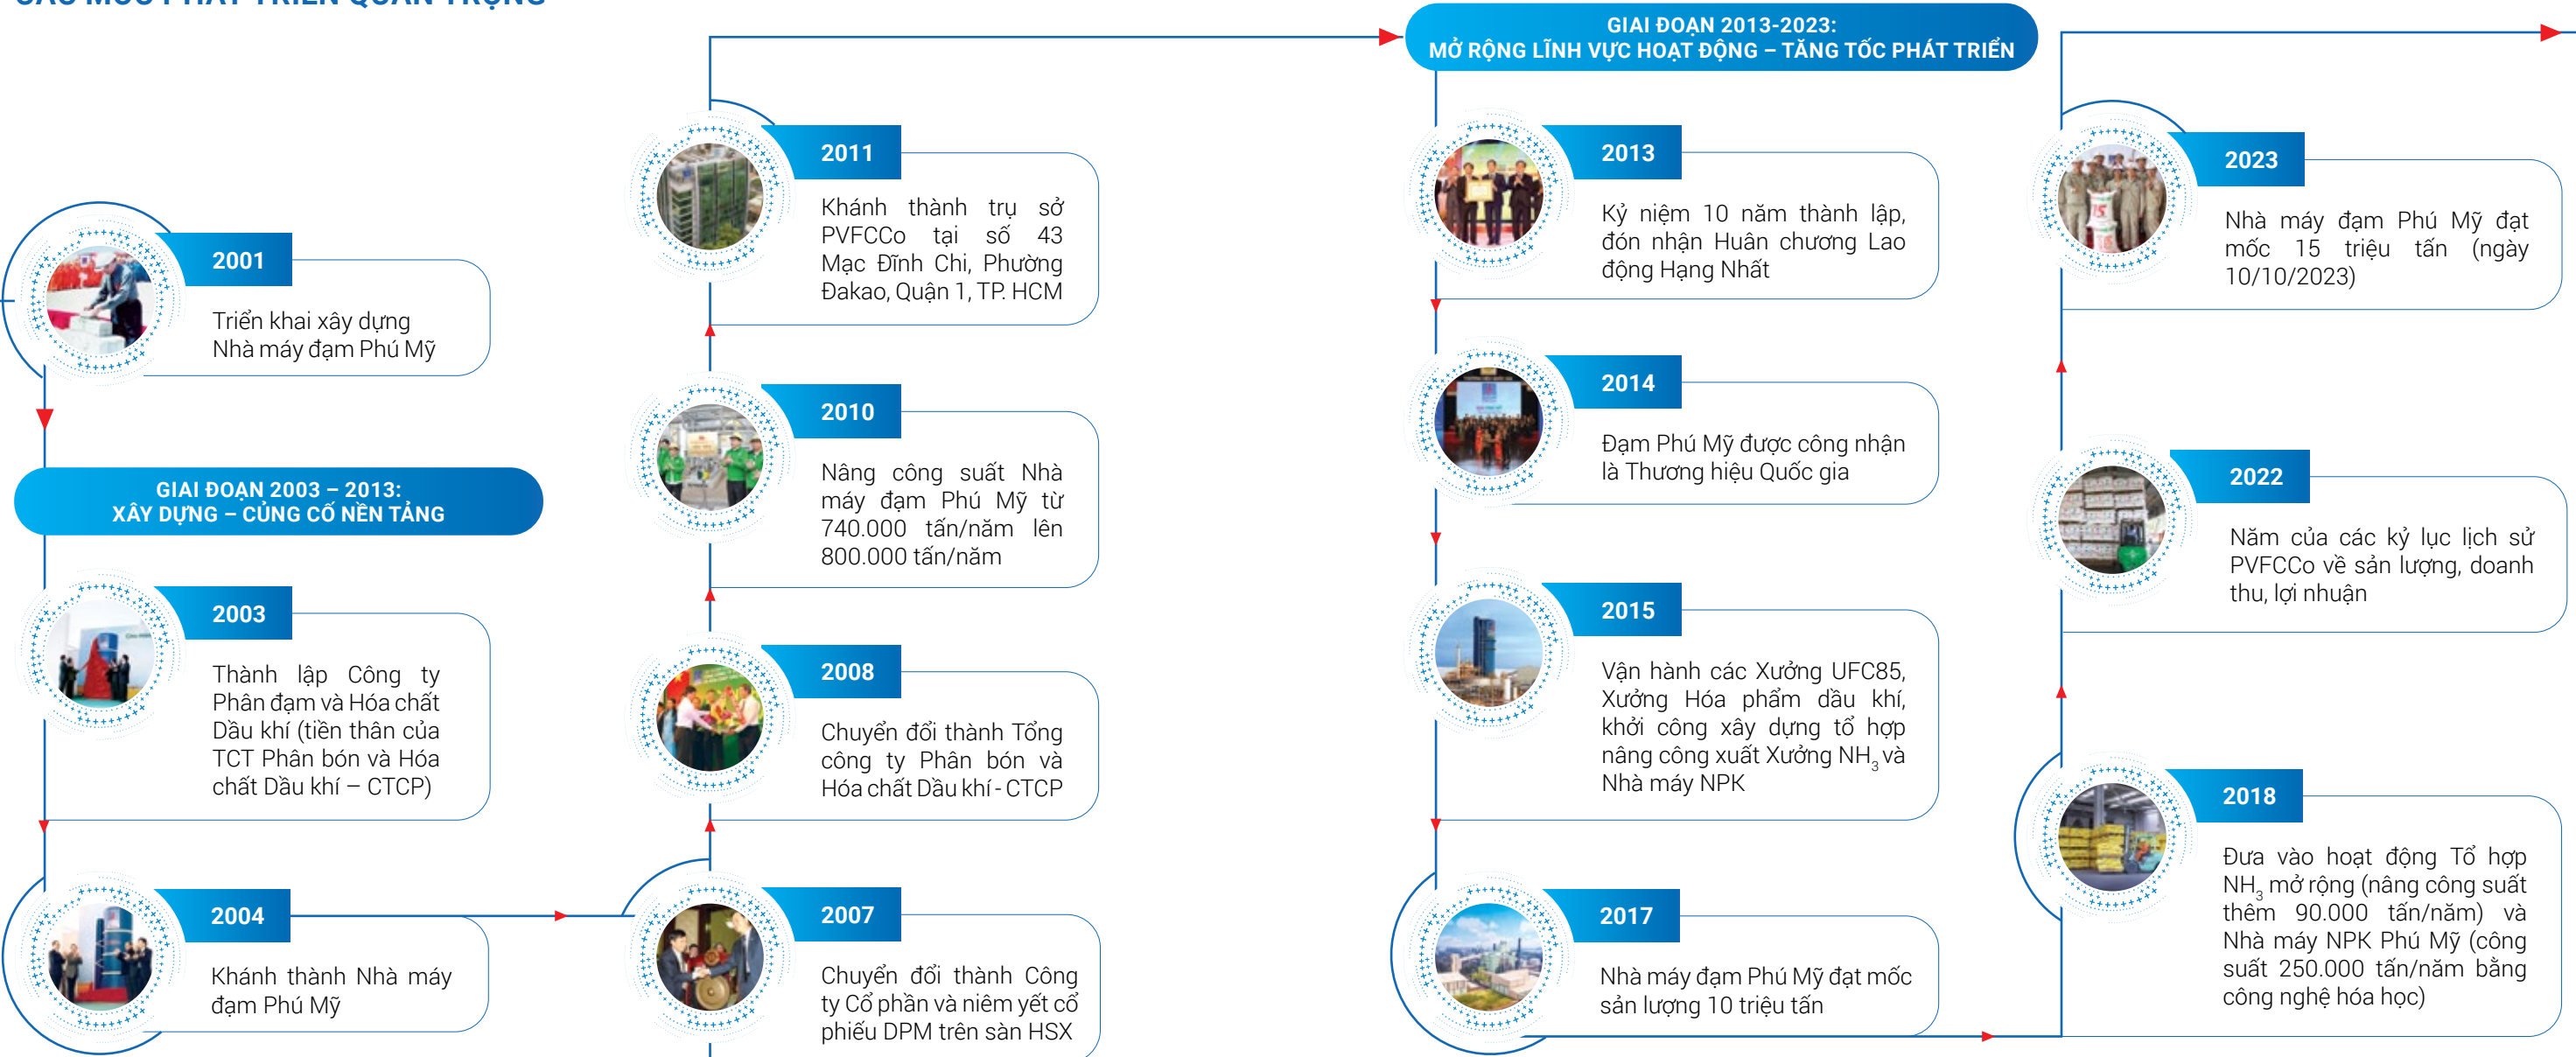 2001
Triển khai xây dựng
Nhà máy đạm Phú Mỹ
GIAI ĐOẠN 2003 – 2013:
XÂY DỰNG – CỦNG CỐ NỀN TẢNG
2003
Thành lập Công ty
Phân đạm và Hóa chất
Dầu khí (tiền thân của
TCT Phân bón và Hóa
chất Dầu khí – CTCP)
2004
Khánh thành Nhà máy
đạm Phú Mỹ
2007
Chuyển đổi thành Công
ty Cổ phần và niêm yết cổ
phiếu DPM trên sàn HSX
2008
Chuyển đổi thành Tổng
công ty Phân bón và
Hóa chất Dầu khí - CTCP
2010
Nâng công suất Nhà
máy đạm Phú Mỹ từ
740.000 tấn/năm lên
800.000 tấn/năm
2011
Khánh thành trụ sở
PVFCCo tại số 43
Mạc Đĩnh Chi, Phường
Đakao, Quận 1, TP. HCM
GIAI ĐOẠN 2013-2023:
MỞ RỘNG LĨNH VỰC HOẠT ĐỘNG – TĂNG TỐC PHÁT TRIỂN
2013
Kỷ niệm 10 năm thành lập,
đón nhận Huân chương Lao
động Hạng Nhất
2014
Đạm Phú Mỹ được công nhận
là Thương hiệu Quốc gia
2015
Vận hành các Xưởng UFC85,
Xưởng Hóa phẩm dầu khí,
khởi công xây dựng tổ hợp
nâng công xuất Xưởng NH₃ và
Nhà máy NPK
2017
Nhà máy đạm Phú Mỹ đạt mốc
sản lượng 10 triệu tấn
2018
Đưa vào hoạt động Tổ hợp
NH₃ mở rộng (nâng công suất
thêm 90.000 tấn/năm) và
Nhà máy NPK Phú Mỹ (công
suất 250.000 tấn/năm bằng
công nghệ hóa học)
2022
Năm của các kỷ lục lịch sử
PVFCCo về sản lượng, doanh
thu, lợi nhuận
2023
Nhà máy đạm Phú Mỹ đạt
mốc 15 triệu tấn (ngày
10/10/2023)